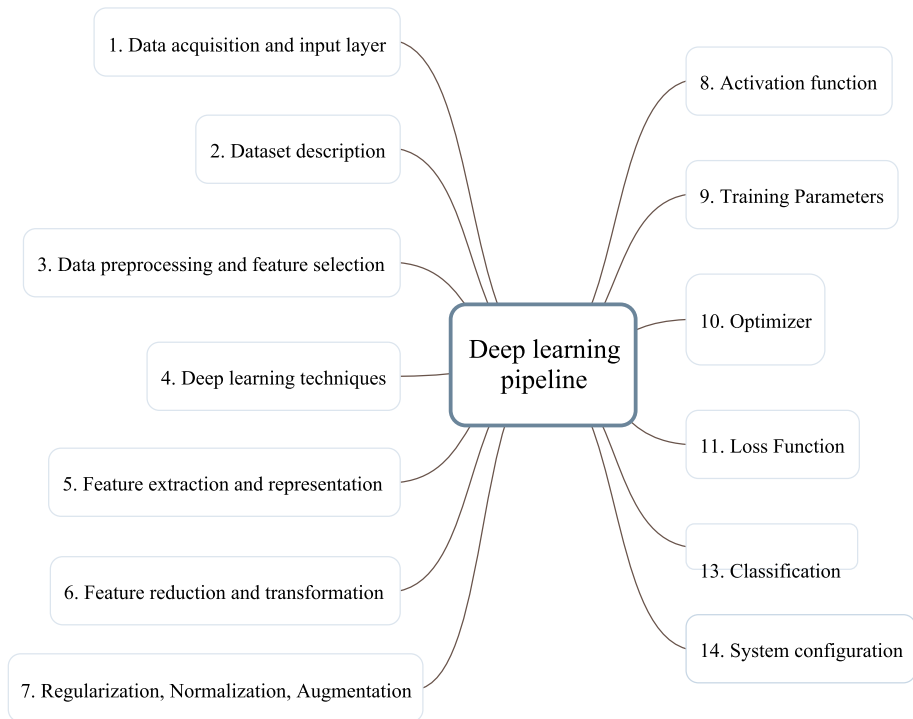 1. Data acquisition and input layer
2. Dataset description
3. Data preprocessing and feature selection
4. Deep learning techniques
5. Feature extraction and representation
6. Feature reduction and transformation
7. Regularization, Normalization, Augmentation
Deep learning
pipeline
8. Activation function
9. Training Parameters
10. Optimizer
11. Loss Function
13. Classification
14. System configuration